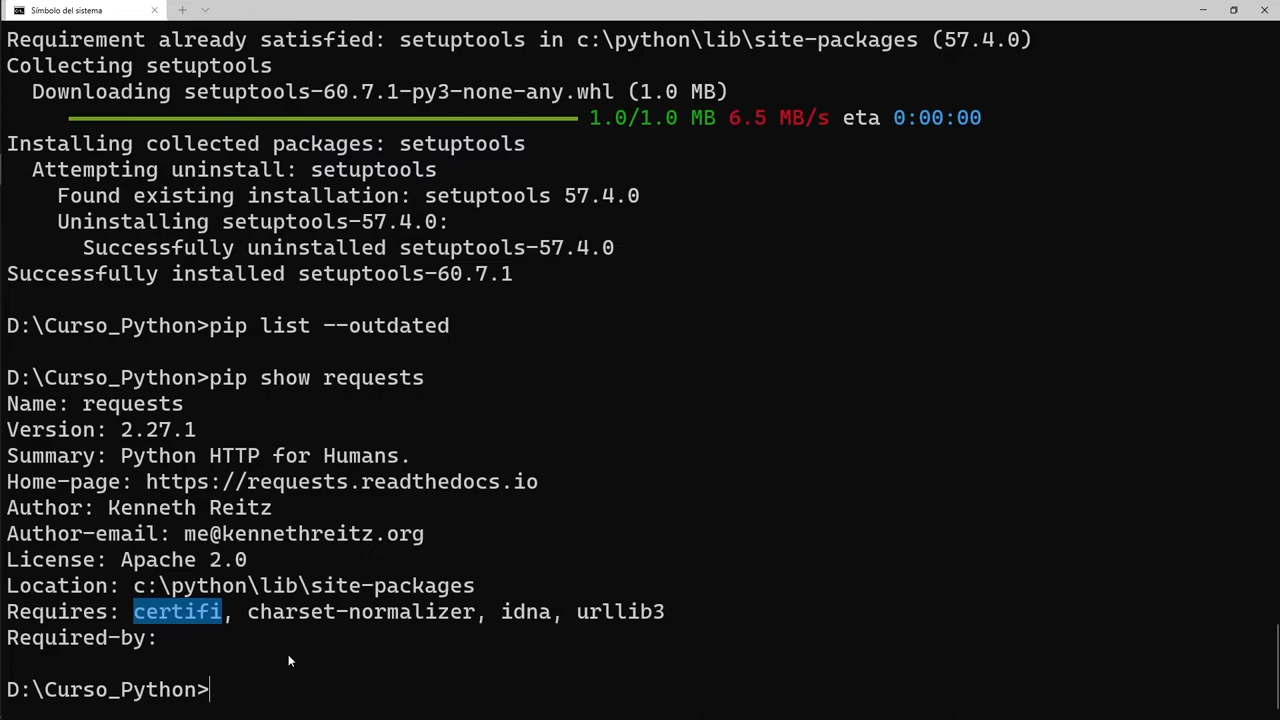 Símbolo del sistema
Requirement already satisfied: setuptools in c:\python\lib\site-packages (57.4.0)
Collecting setuptools
Downloading setuptools-60.7.1-py3-none-any.whl (1.0 MB)
1.0/1.0 MB 6.5 MB/s eta 0:00:00
Installing collected packages: setuptools
Attempting uninstall: setuptools
Found existing installation: setuptools 57.4.0
Uninstalling setuptools-57.4.0:
Successfully uninstalled setuptools-57.4.0
Successfully installed setuptools-60.7.1
D:\Curso_Python>pip list --outdated
D:\Curso_Python>pip show requests
Name: requests
Version: 2.27.1
Summary: Python HTTP for Humans.
Home-page: https://requests.readthedocs.io
Author: Kenneth Reitz
Author-email: me@kennethreitz.org
License: Apache 2.0
Location: c:\python\lib\site-packages
Requires: certifi, charset-normalizer, idna, urllib3
Required-by:
D:\Curso_Python>